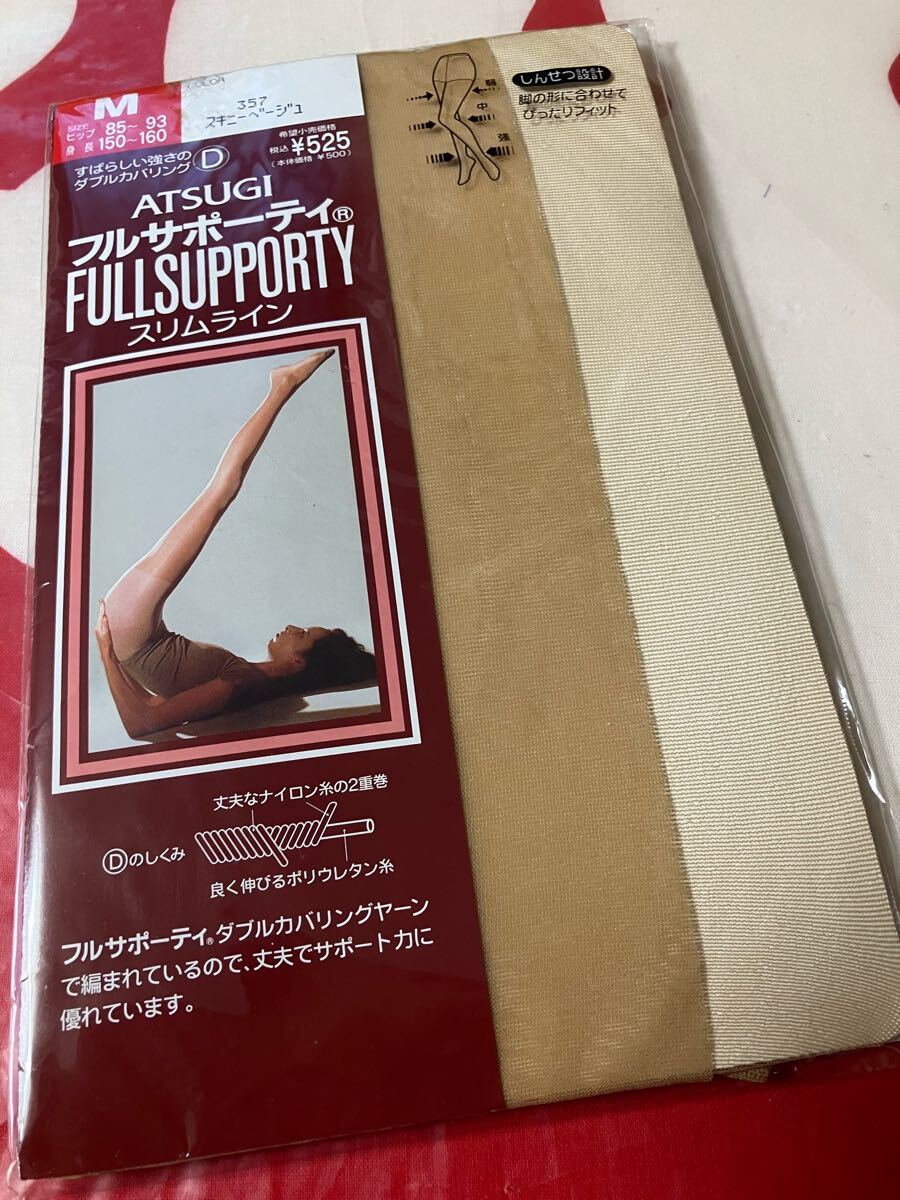 M
COLOR
SIZE
ヒップ 85〜93
身長 150〜160
357
スキニーベージュ
希望小売価格
税込 ¥525
(本体価格 ¥500)
すばらしい強さの
ダブルカバリング D
ATSUGI
フルサポーティ®
FULLSUPPORTY
スリムライン
弱
中
強
しんせつ設計
脚の形に合わせて
ぴったりフィット
丈夫なナイロン糸の2重巻
Dのしくみ
良く伸びるポリウレタン糸
フルサポーティ®ダブルカバリングヤーン
で編まれているので、丈夫でサポート力に
優れています。